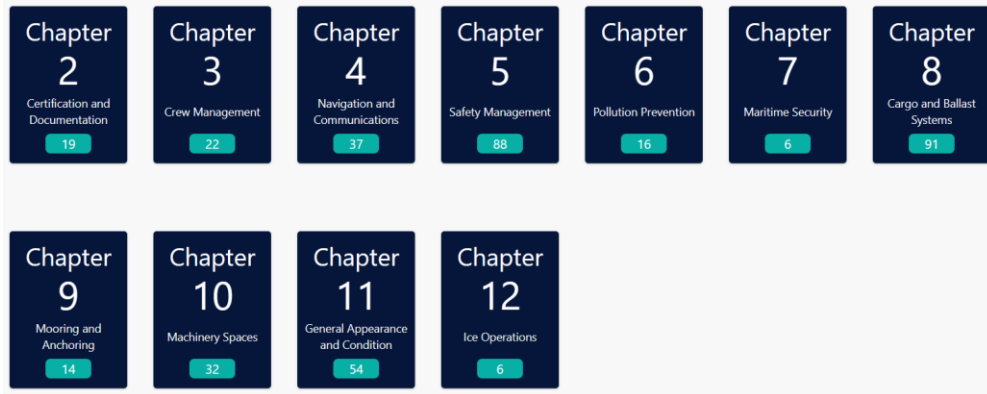 Chapter
2
Certification and
Documentation
19
Chapter
3
Crew Management
22
Chapter
4
Navigation and
Communications
37
Chapter
5
Safety Management
88
Chapter
6
Pollution Prevention
16
Chapter
7
Maritime Security
6
Chapter
8
Cargo and Ballast
Systems
91
Chapter
9
Mooring and
Anchoring
14
Chapter
10
Machinery Spaces
32
Chapter
11
General Appearance
and Condition
54
Chapter
12
Ice Operations
6